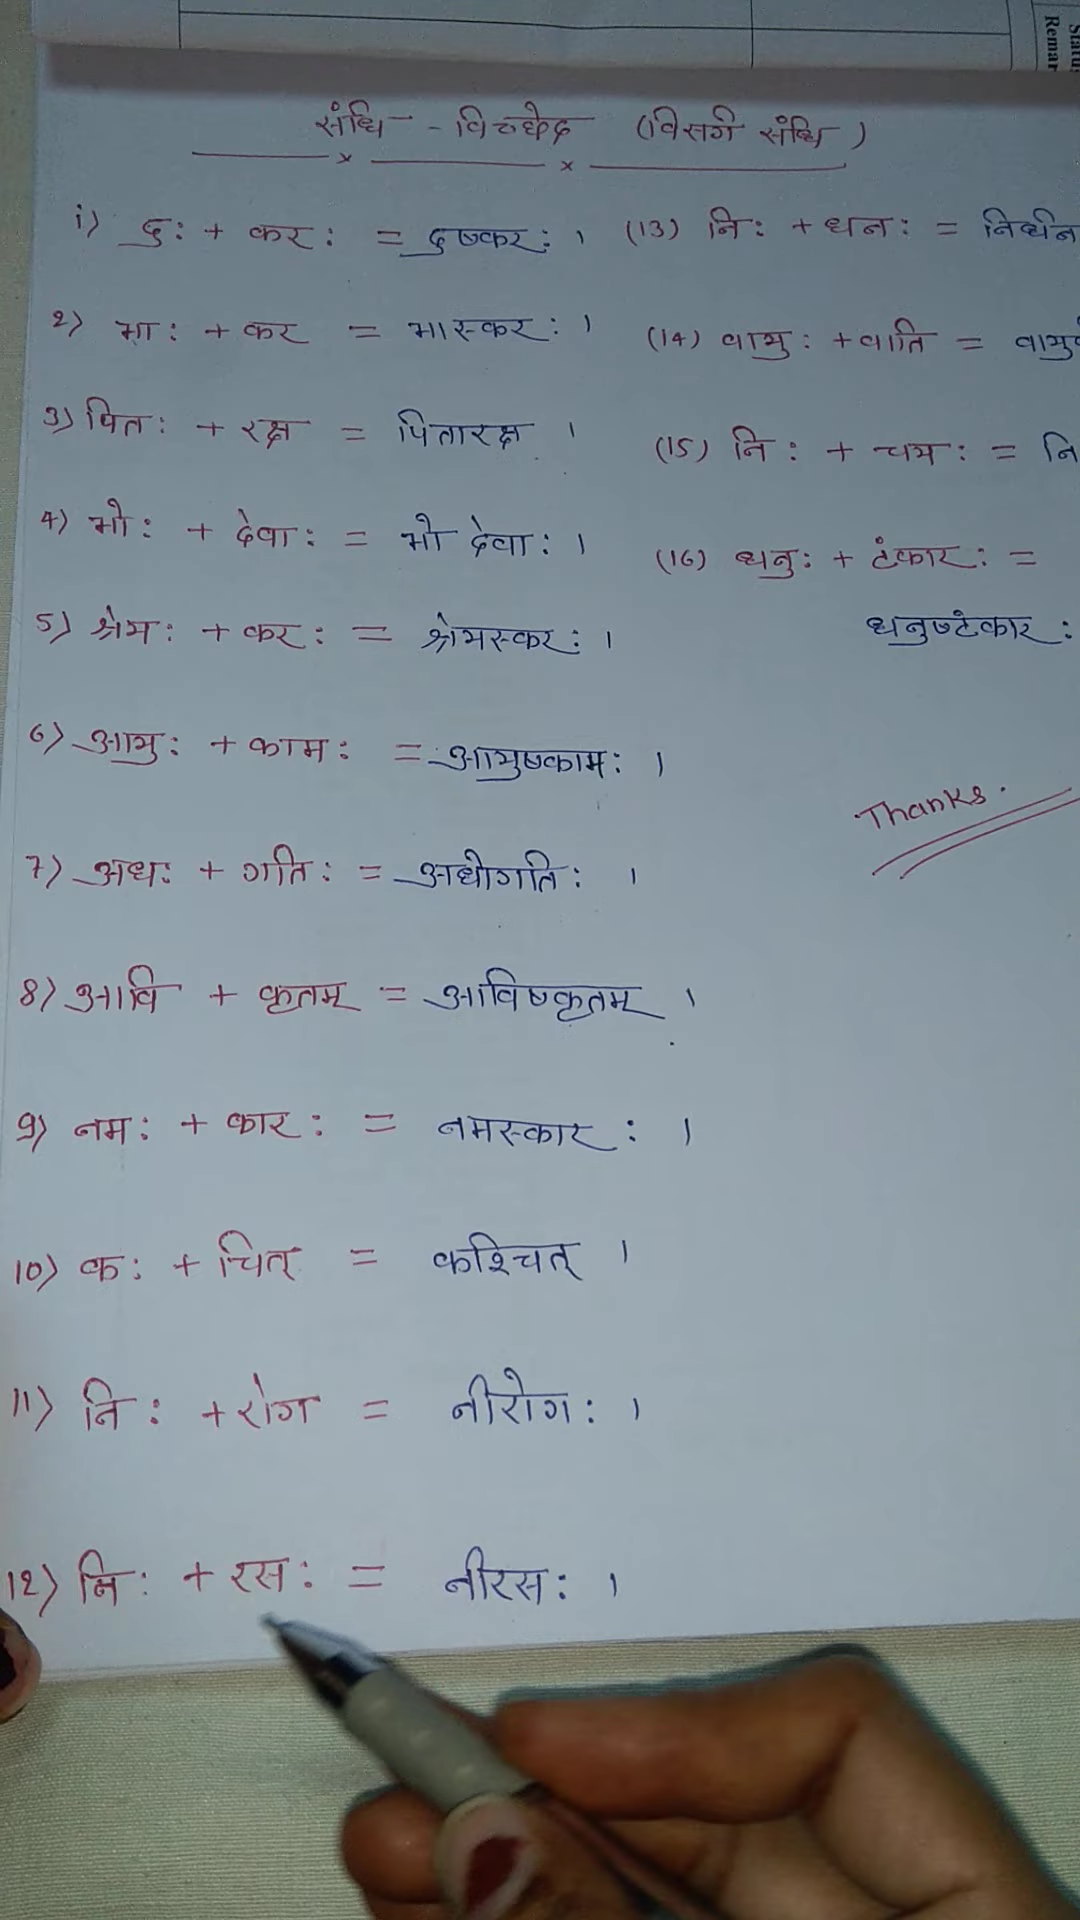 Statu
Remar
संधि - विच्छेद (विसर्ग संधि)
1) दुः + करः = दुष्करः ।
2) भाः + कर = भास्करः ।
3) पितः + रक्ष = पितारक्ष ।
4) भोः + देवाः = भो देवाः ।
5) श्रेयः + करः = श्रेयस्करः ।
6) आयुः + कामः = आयुष्कामः ।
7) अधः + गतिः = अधोगतिः ।
8) आवि + कृतम् = आविष्कृतम् ।
9) नमः + कारः = नमस्कारः ।
10) कः + चित् = कश्चित् ।
11) निः + रोग = नीरोगः ।
12) निः + रसः = नीरसः ।
(13) निः + धनः = निर्धन
(14) वायुः + वाति = वायुर्व
(15) निः + चयः = नि
(16) धनुः + टंकारः =
धनुष्टंकारः
Thanks.